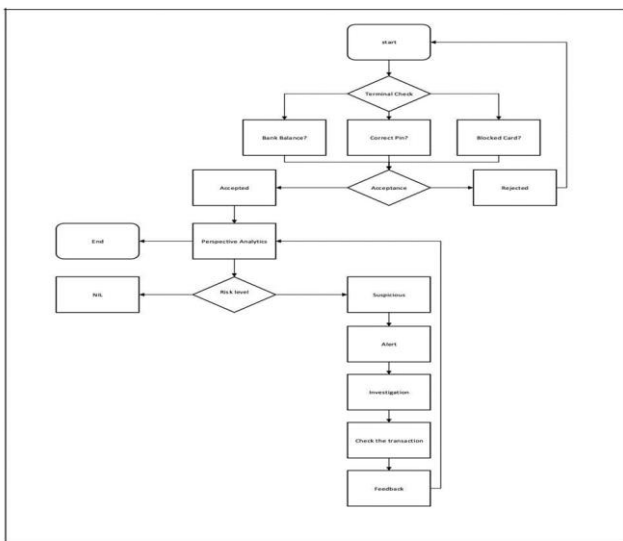 start
Terminal Check
Bank Balance?
Correct Pin?
Blocked Card?
Accepted
Acceptance
Rejected
End
Perspective Analytics
NIL
Risk level
Suspicious
Alert
Investigation
Check the transaction
Feedback